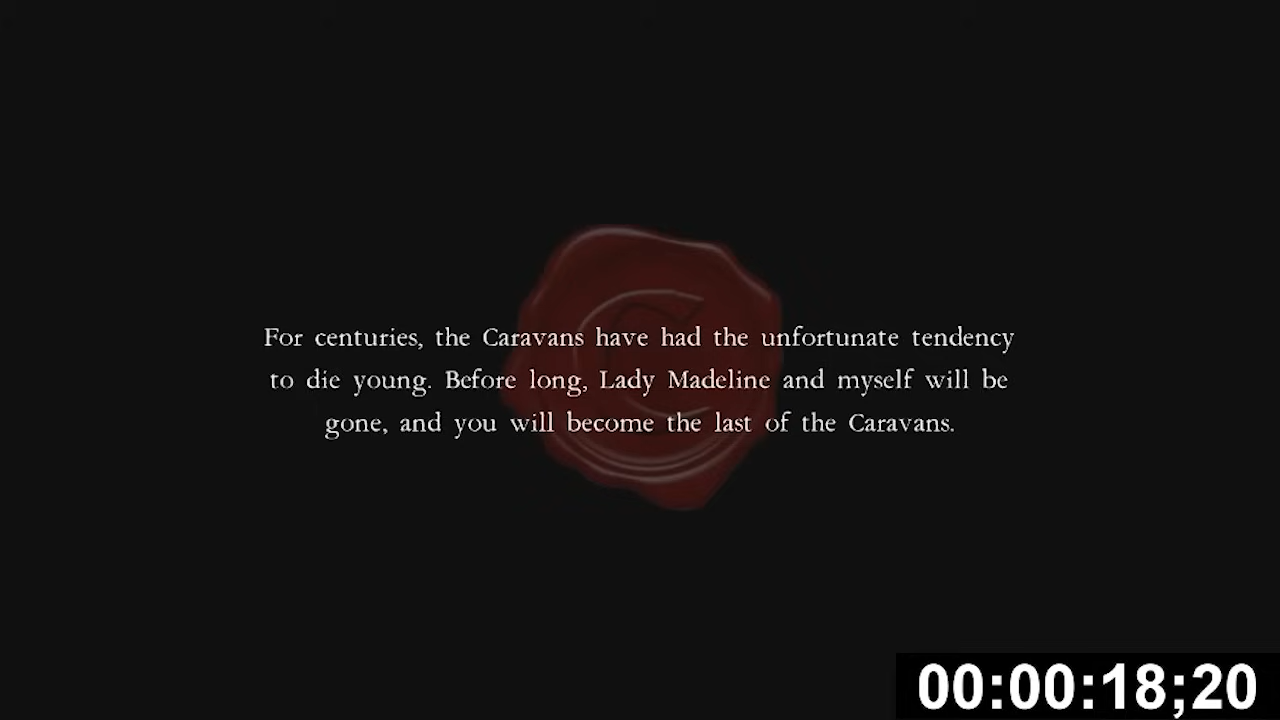 For centuries, the Caravans have had the unfortunate tendency
to die young. Before long, Lady Madeline and myself will be
gone, and you will become the last of the Caravans.
C
00:00:18;20